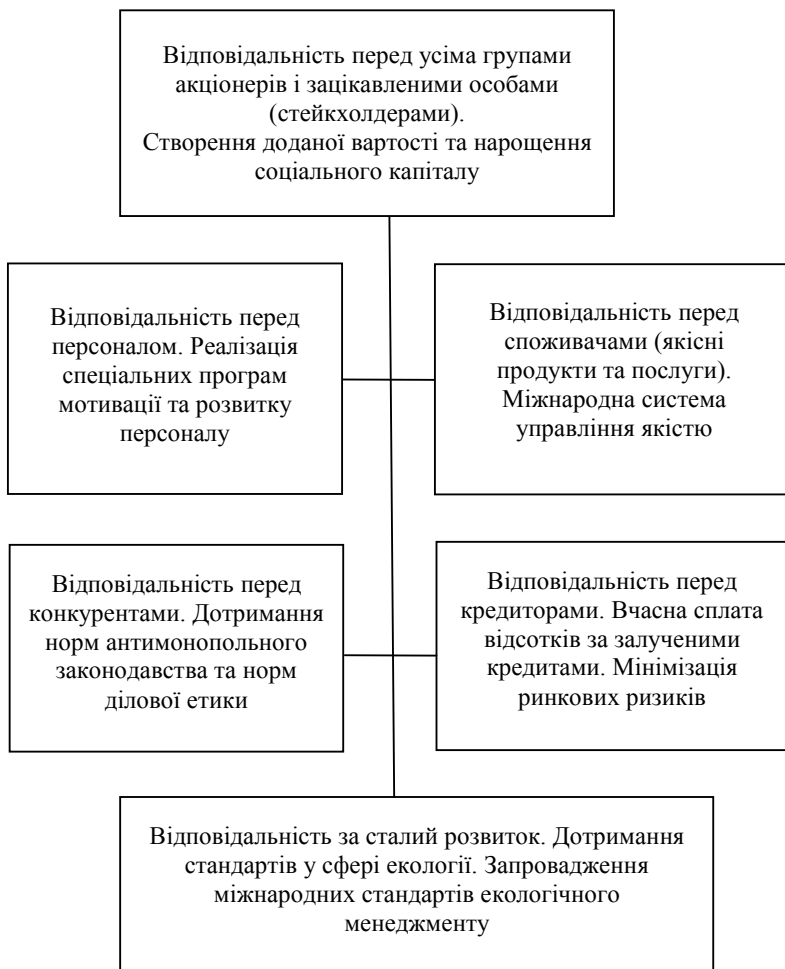 Відповідальність перед усіма групами
акціонерів і зацікавленими особами
(стейкхолдерами).
Створення доданої вартості та нарощення
соціального капіталу
Відповідальність перед
персоналом. Реалізація
спеціальних програм
мотивації та розвитку
персоналу
Відповідальність перед
споживачами (якісні
продукти та послуги).
Міжнародна система
управління якістю
Відповідальність перед
конкурентами. Дотримання
норм антимонопольного
законодавства та норм
ділової етики
Відповідальність перед
кредиторами. Вчасна сплата
відсотків за залученими
кредитами. Мінімізація
ринкових ризиків
Відповідальність за сталий розвиток. Дотримання
стандартів у сфері екології. Запровадження
міжнародних стандартів екологічного
менеджменту